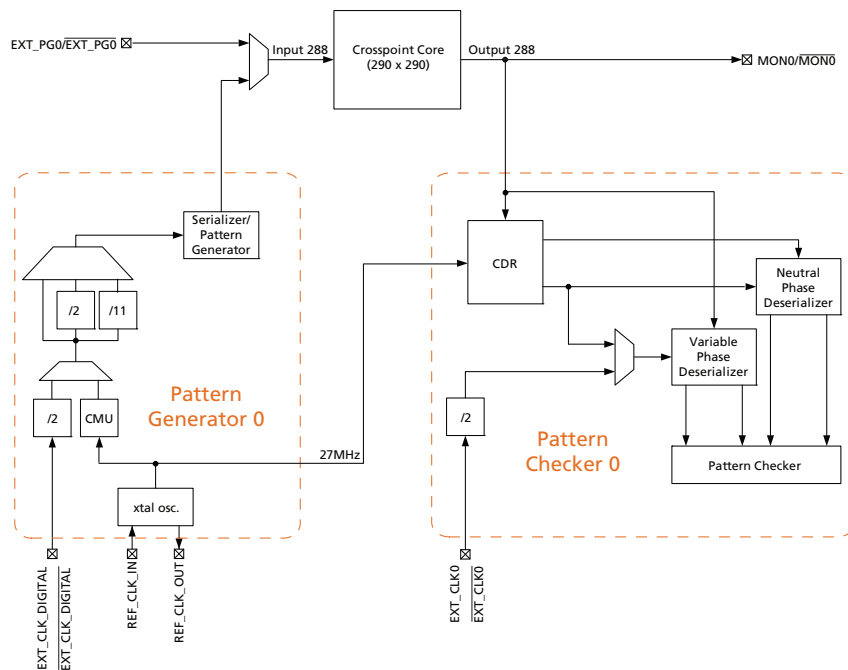 EXT_PG0/EXT_PG0
Input 288
Crosspoint Core
(290 x 290)
Output 288
MON0/MON0
Serializer/
Pattern
Generator
CDR
Neutral
Phase
Deserializer
/2
/11
Variable
Phase
Deserializer
Pattern
Generator 0
/2
CMU
/2
Pattern
Checker 0
27MHz
Pattern Checker
xtal osc.
EXT_CLK_DIGITAL
EXT_CLK_DIGITAL
REF_CLK_IN
REF_CLK_OUT
EXT_CLK0
EXT_CLK0